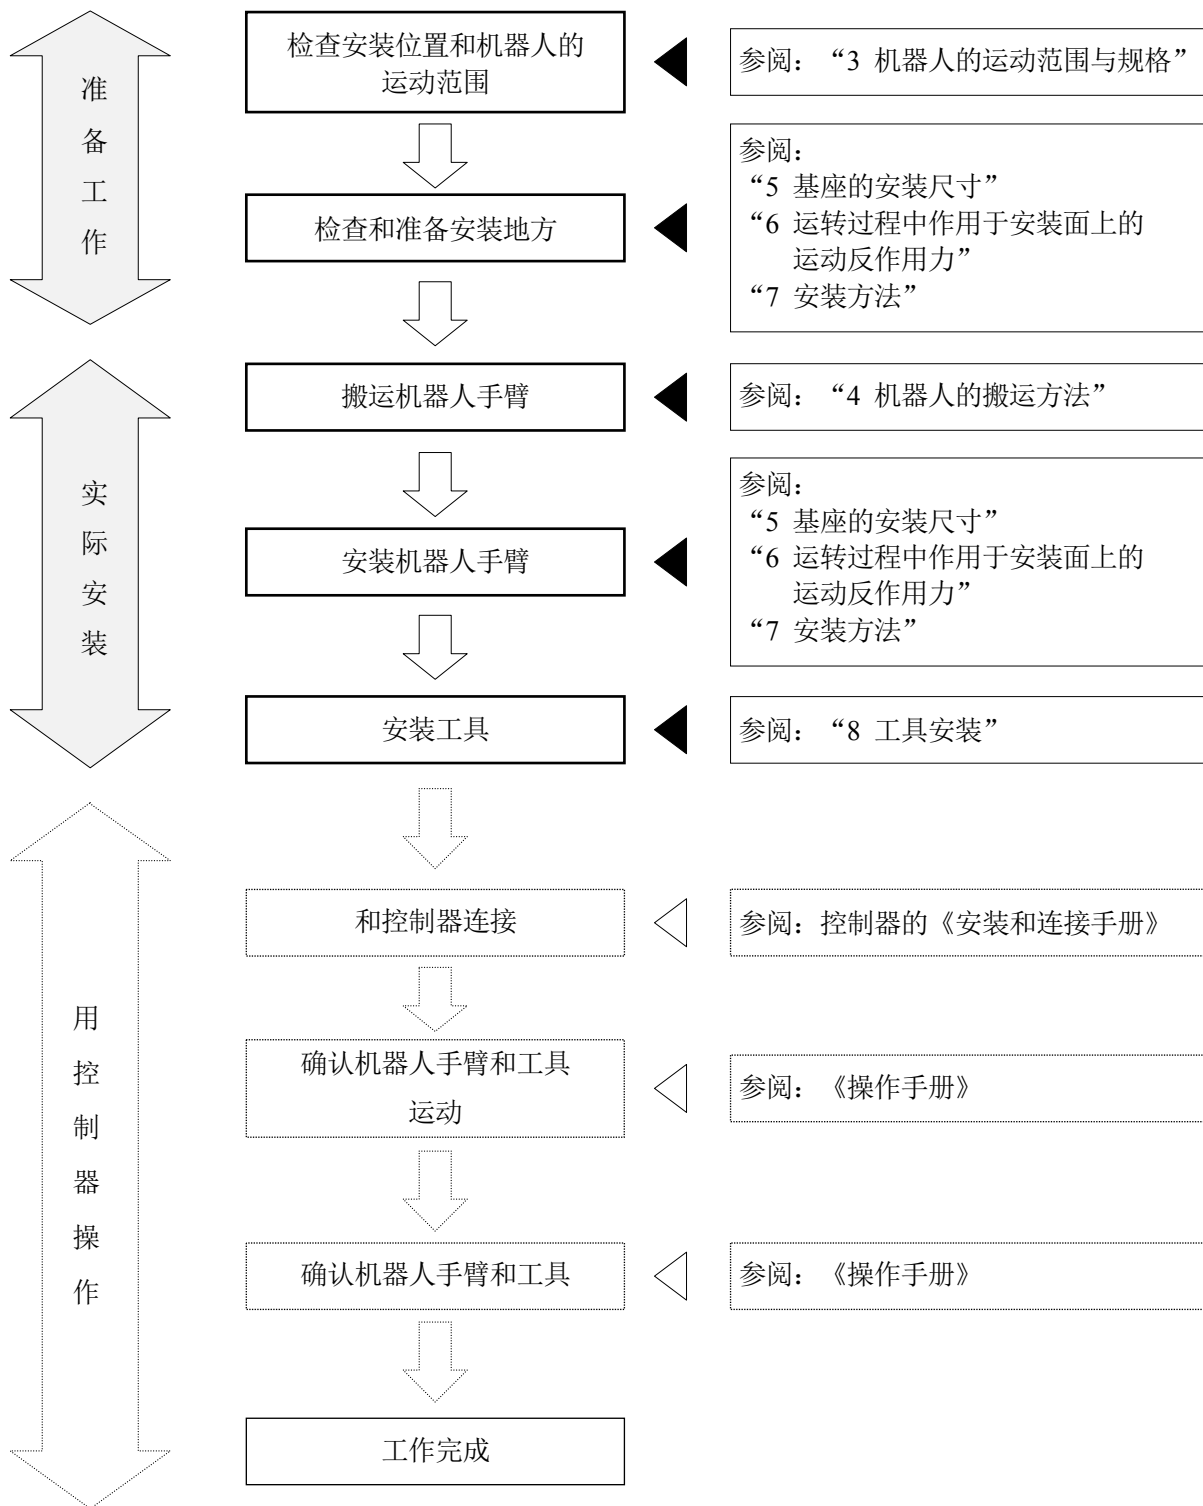 准备工作
检查安装位置和机器人的
运动范围
参阅：“3 机器人的运动范围与规格”
检查和准备安装地方
参阅：
“5 基座的安装尺寸”
“6 运转过程中作用于安装面上的
运动反作用力”
“7 安装方法”
实际安装
搬运机器人手臂
参阅：“4 机器人的搬运方法”
安装机器人手臂
参阅：
“5 基座的安装尺寸”
“6 运转过程中作用于安装面上的
运动反作用力”
“7 安装方法”
安装工具
参阅：“8 工具安装”
用控制器操作
和控制器连接
参阅：控制器的《安装和连接手册》
确认机器人手臂和工具
运动
参阅：《操作手册》
确认机器人手臂和工具
参阅：《操作手册》
工作完成